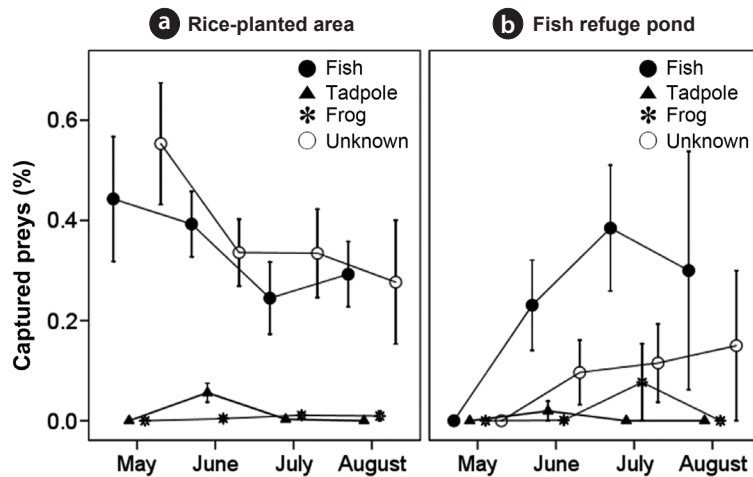 a Rice-planted area
b Fish refuge pond
Captured preys (%)
0.6
0.4
0.2
0.0
Fish
Tadpole
Frog
Unknown
May June July August
Fish
Tadpole
Frog
Unknown
May June July August